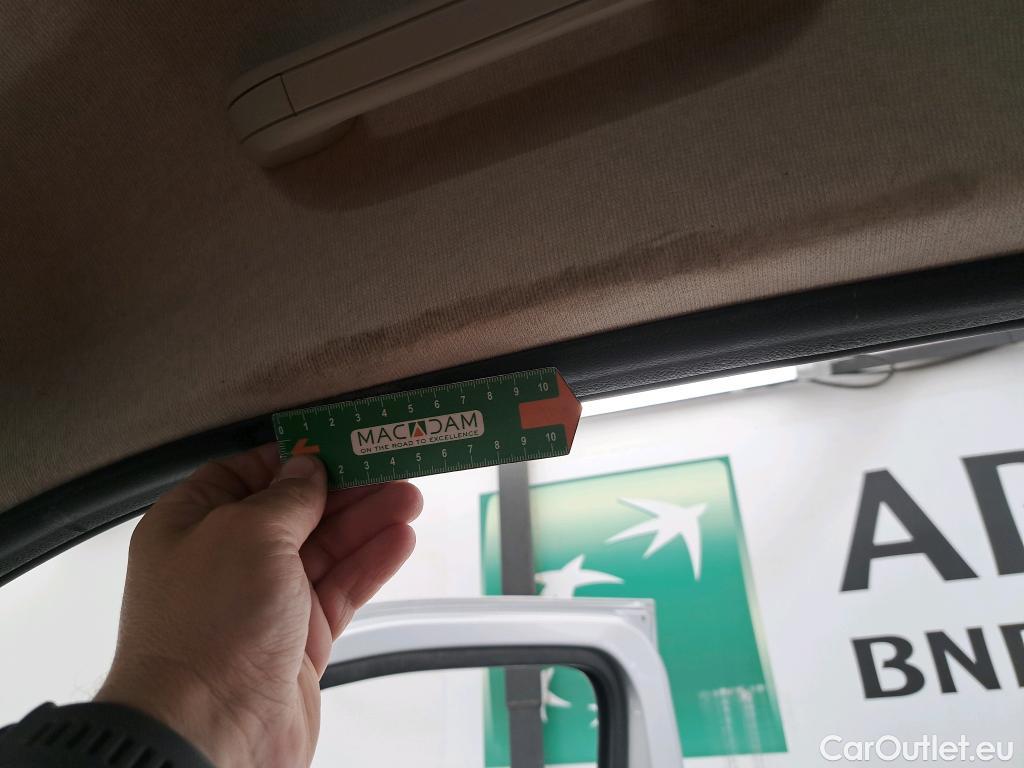 0 1 2 3 4 5 6 7 8 9 10
MACADAM
ON THE ROAD TO EXCELLENCE
2 3 4 5 6 7 8 9 10
AD
BNP
CarOutlet.eu